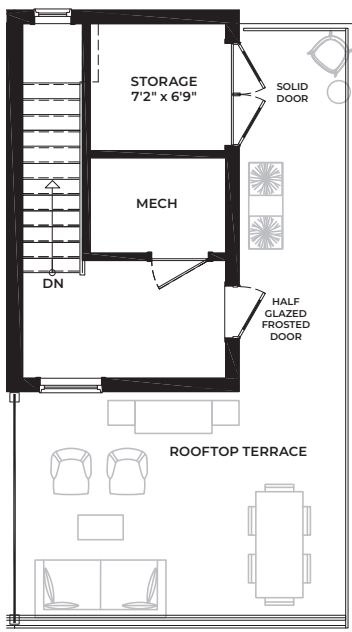 STORAGE
7'2" x 6'9"
SOLID
DOOR
MECH
DN
HALF
GLAZED
FROSTED
DOOR
ROOFTOP TERRACE